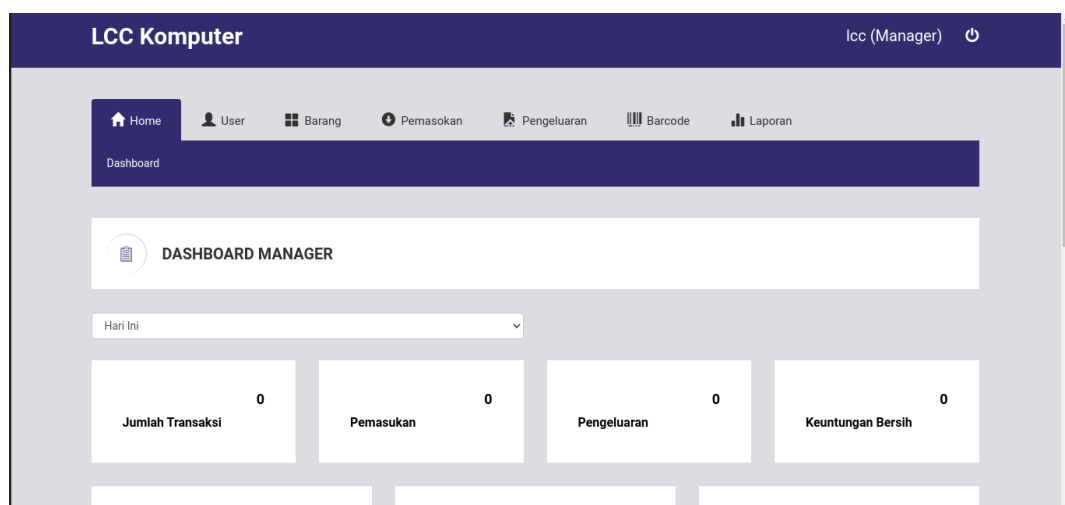 LCC Komputer
lcc (Manager)
Home User Barang Pemasokan Pengeluaran Barcode Laporan
Dashboard
DASHBOARD MANAGER
Hari Ini
0 0 0 0
Jumlah Transaksi Pemasukan Pengeluaran Keuntungan Bersih